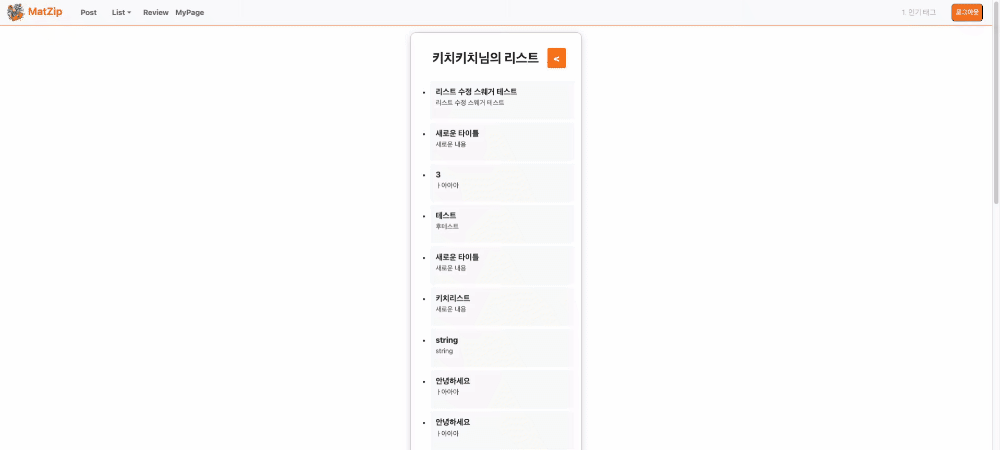 MatZip
Post List Review MyPage
1. 인기 태그
로그아웃
키치키치님의 리스트 <
리스트 수정 스웨거 테스트
리스트 수정 스웨거 테스트
새로운 타이틀
새로운 내용
3
ㅏ아아아
테스트
후테스트
새로운 타이틀
새로운 내용
키치리스트
새로운 내용
string
string
안녕하세요
ㅏ아아아
안녕하세요
ㅏ아아아